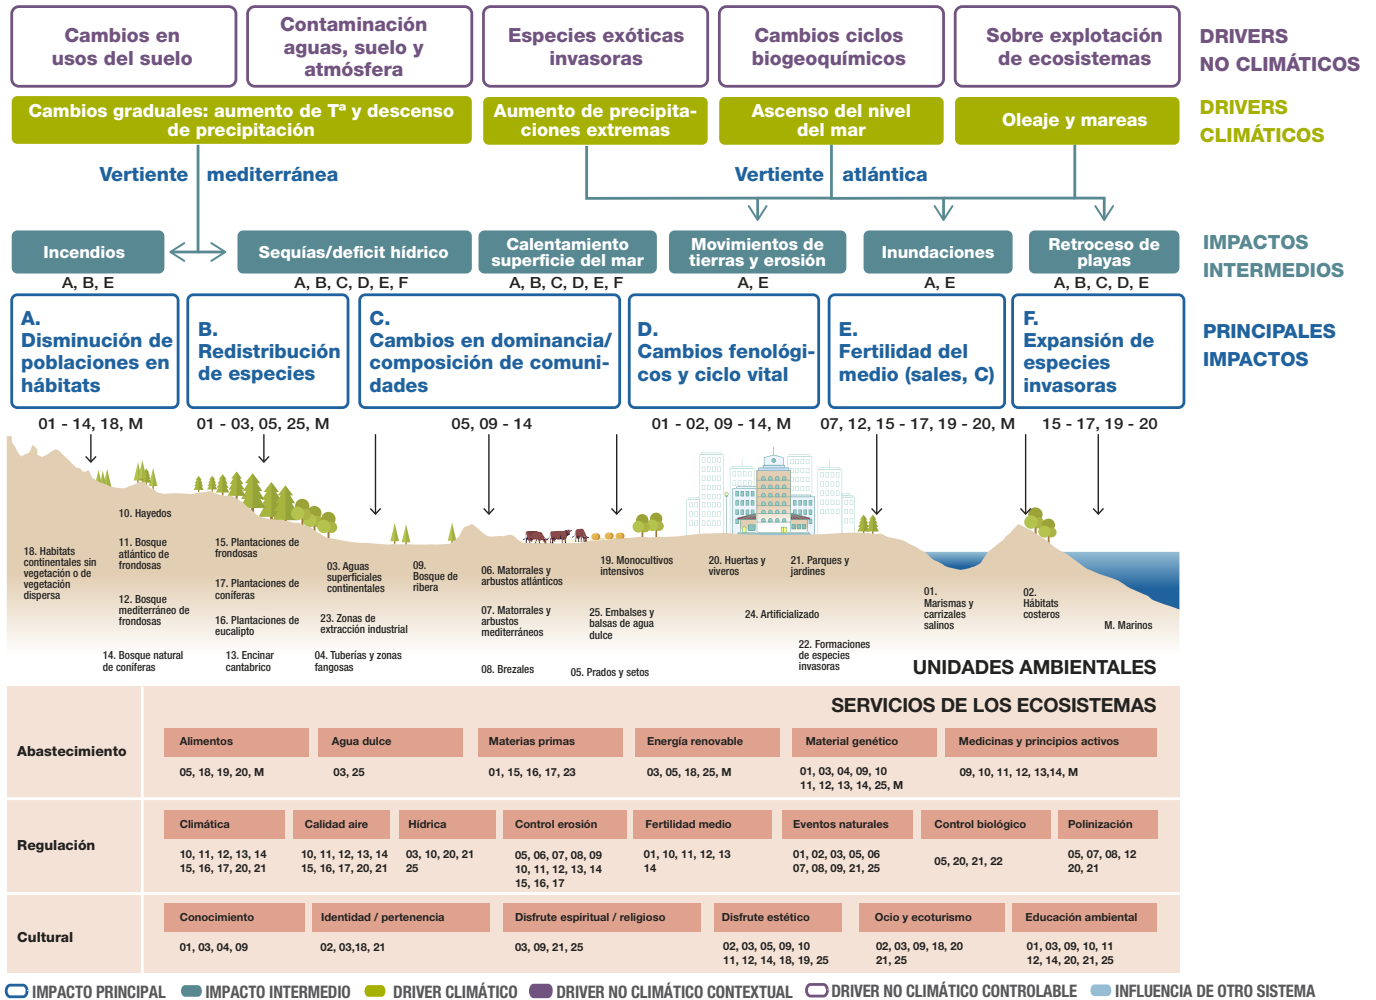 Cambios en
usos del suelo
Contaminación
aguas, suelo y
atmósfera
Especies exóticas
invasoras
Cambios ciclos
biogeoquímicos
Sobre explotación
de ecosistemas
DRIVERS
NO CLIMÁTICOS
Cambios graduales: aumento de Tª y descenso
de precipitación
Aumento de precipita-
ciones extremas
Ascenso del nivel
del mar
Oleaje y mareas
DRIVERS
CLIMÁTICOS
Vertiente mediterránea
Vertiente atlántica
Incendios
Sequías/deficit hídrico
Calentamiento
superficie del mar
Movimientos de
tierras y erosión
Inundaciones
Retroceso de
playas
IMPACTOS
INTERMEDIOS
A, B, E
A, B, C, D, E, F
A, B, C, D, E, F
A, E
A, E
A, B, C, D, E
A.
Disminución de
poblaciones en
hábitats
B.
Redistribución
de especies
C.
Cambios en dominancia/
composición de comuni-
dades
D.
Cambios fenológi-
cos y ciclo vital
E.
Fertilidad del
medio (sales, C)
F.
Expansión de
especies
invasoras
PRINCIPALES
IMPACTOS
01 - 14, 18, M
01 - 03, 05, 25, M
05, 09 - 14
01 - 02, 09 - 14, M
07, 12, 15 - 17, 19 - 20, M
15 - 17, 19 - 20
18. Habitats
continentales sin
vegetación o de
vegetación
dispersa
10. Hayedos
11. Bosque
atlántico de
frondosas
12. Bosque
mediterráneo de
frondosas
14. Bosque natural
de coníferas
15. Plantaciones de
frondosas
17. Plantaciones de
coníferas
16. Plantaciones de
eucalipto
13. Encinar
cantabrico
03. Aguas
superficiales
continentales
23. Zonas de
extracción industrial
04. Tuberías y zonas
fangosas
09.
Bosque de
ribera
06. Matorrales y
arbustos atlánticos
07. Matorrales y
arbustos
mediterráneos
08. Brezales
19. Monocultivos
intensivos
25. Embalses y
balsas de agua
dulce
05. Prados y setos
20. Huertas y
viveros
21. Parques y
jardines
24. Artificializado
22. Formaciones
de especies
invasoras
01.
Marismas y
carrizales
salinos
02.
Hábitats
costeros
M. Marinos
UNIDADES AMBIENTALES
SERVICIOS DE LOS ECOSISTEMAS
Abastecimiento
Alimentos
05, 18, 19, 20, M
Agua dulce
03, 25
Materias primas
01, 15, 16, 17, 23
Energía renovable
03, 05, 18, 25, M
Material genético
01, 03, 04, 09, 10
11, 12, 13, 14, 25, M
Medicinas y principios activos
09, 10, 11, 12, 13,14, M
Regulación
Climática
10, 11, 12, 13, 14
15, 16, 17, 20, 21
Calidad aire
10, 11, 12, 13, 14
15, 16, 17, 20, 21
Hídrica
03, 10, 20, 21
25
Control erosión
05, 06, 07, 08, 09
10, 11, 12, 13, 14
15, 16, 17
Fertilidad medio
01, 10, 11, 12, 13
14
Eventos naturales
01, 02, 03, 05, 06
07, 08, 09, 21, 25
Control biológico
05, 20, 21, 22
Polinización
05, 07, 08, 12
20, 21
Cultural
Conocimiento
01, 03, 04, 09
Identidad / pertenencia
02, 03,18, 21
Disfrute espiritual / religioso
03, 09, 21, 25
Disfrute estético
02, 03, 05, 09, 10
11, 12, 14, 18, 19, 25
Ocio y ecoturismo
02, 03, 09, 18, 20
21, 25
Educación ambiental
01, 03, 09, 10, 11
12, 14, 20, 21, 25
IMPACTO PRINCIPAL
IMPACTO INTERMEDIO
DRIVER CLIMÁTICO
DRIVER NO CLIMÁTICO CONTEXTUAL
DRIVER NO CLIMÁTICO CONTROLABLE
INFLUENCIA DE OTRO SISTEMA